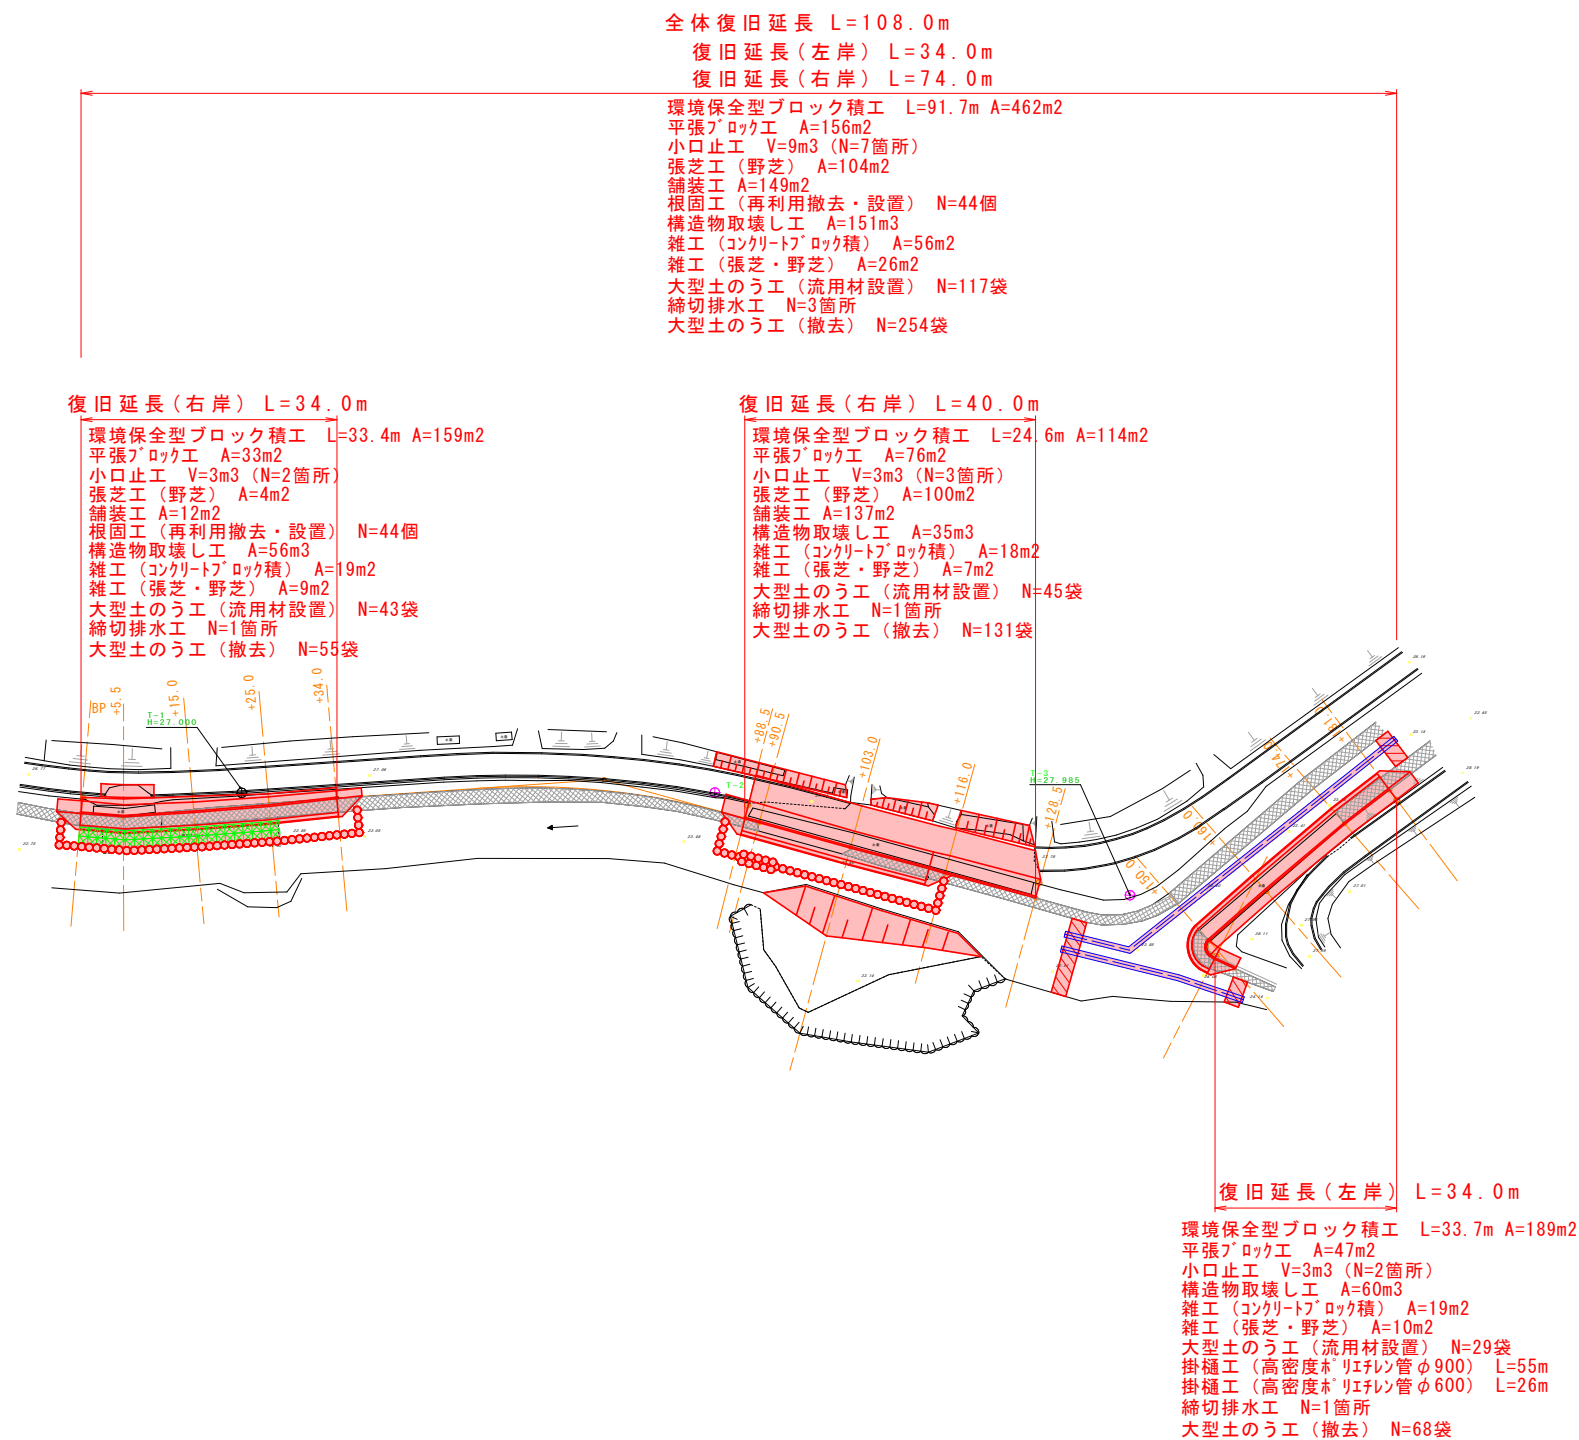 全体復旧延長 L=108.0m
復旧延長(左岸) L=34.0m
復旧延長(右岸) L=74.0m
環境保全型ブロック積工 L=91.7m A=462m2
平張ﾌﾞﾛｯｸ工 A=156m2
小口止工 V=9m3 (N=7箇所)
張芝工（野芝） A=104m2
舗装工 A=149m2
根固工（再利用撤去・設置） N=44個
構造物取壊し工 A=151m3
雑工（ｺﾝｸﾘｰﾄﾌﾞﾛｯｸ積） A=56m2
雑工（張芝・野芝） A=26m2
大型土のう工（流用材設置） N=117袋
締切排水工 N=3箇所
大型土のう工（撤去） N=254袋
復旧延長(右岸) L=34.0m
環境保全型ブロック積工 L=33.4m A=159m2
平張ﾌﾞﾛｯｸ工 A=33m2
小口止工 V=3m3 (N=2箇所)
張芝工（野芝） A=4m2
舗装工 A=12m2
根固工（再利用撤去・設置） N=44個
構造物取壊し工 A=56m3
雑工（ｺﾝｸﾘｰﾄﾌﾞﾛｯｸ積） A=19m2
雑工（張芝・野芝） A=9m2
大型土のう工（流用材設置） N=43袋
締切排水工 N=1箇所
大型土のう工（撤去） N=55袋
復旧延長(右岸) L=40.0m
環境保全型ブロック積工 L=24.6m A=114m2
平張ﾌﾞﾛｯｸ工 A=76m2
小口止工 V=3m3 (N=3箇所)
張芝工（野芝） A=100m2
舗装工 A=137m2
構造物取壊し工 A=35m3
雑工（ｺﾝｸﾘｰﾄﾌﾞﾛｯｸ積） A=18m2
雑工（張芝・野芝） A=7m2
大型土のう工（流用材設置） N=45袋
締切排水工 N=1箇所
大型土のう工（撤去） N=131袋
BP
+5.5
+15.0
+25.0
+34.0
T-1
H=27.000
T-2
+88.5
+90.5
+103.0
+116.0
+128.5
T-3
H=27.985
+150.0
+160.0
復旧延長(左岸) L=34.0m
環境保全型ブロック積工 L=33.7m A=189m2
平張ﾌﾞﾛｯｸ工 A=47m2
小口止工 V=3m3 (N=2箇所)
構造物取壊し工 A=60m3
雑工（ｺﾝｸﾘｰﾄﾌﾞﾛｯｸ積） A=19m2
雑工（張芝・野芝） A=10m2
大型土のう工（流用材設置） N=29袋
掛樋工（高密度ﾎﾟﾘｴﾁﾚﾝ管φ900） L=55m
掛樋工（高密度ﾎﾟﾘｴﾁﾚﾝ管φ600） L=26m
締切排水工 N=1箇所
大型土のう工（撤去） N=68袋